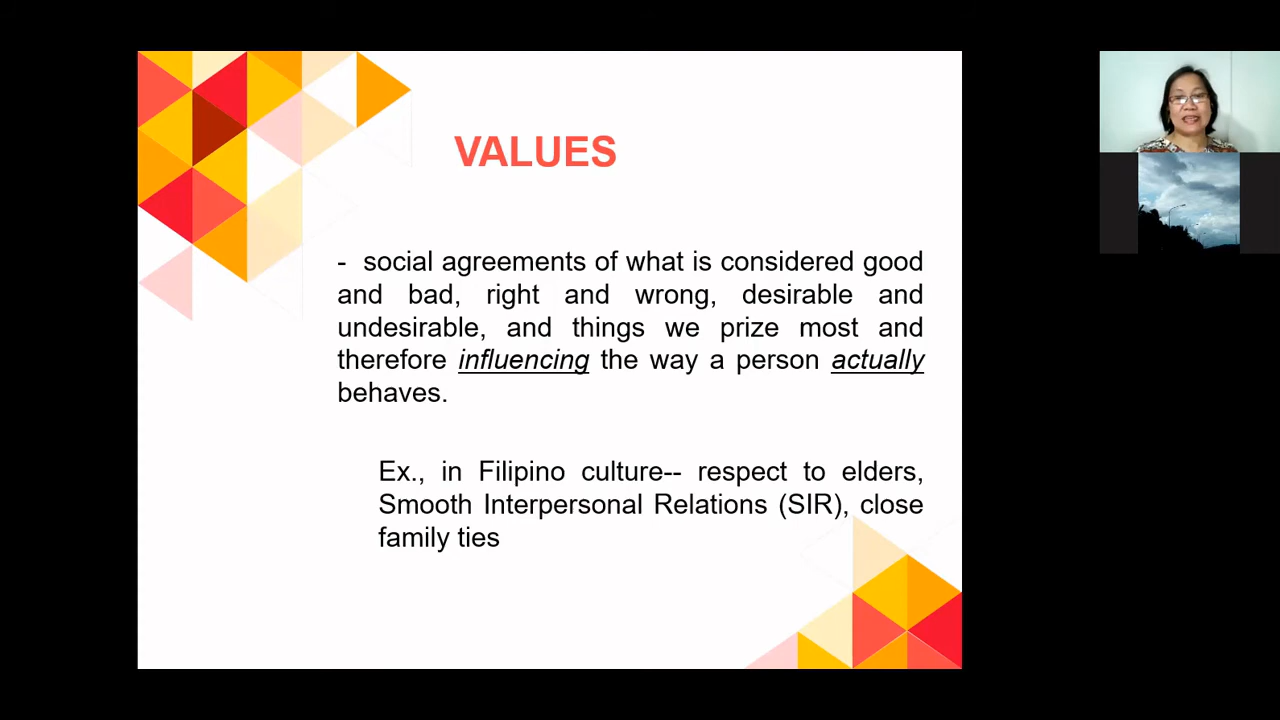 VALUES
- social agreements of what is considered good
and bad, right and wrong, desirable and
undesirable, and things we prize most and
therefore influencing the way a person actually
behaves.
Ex., in Filipino culture-- respect to elders,
Smooth Interpersonal Relations (SIR), close
family ties